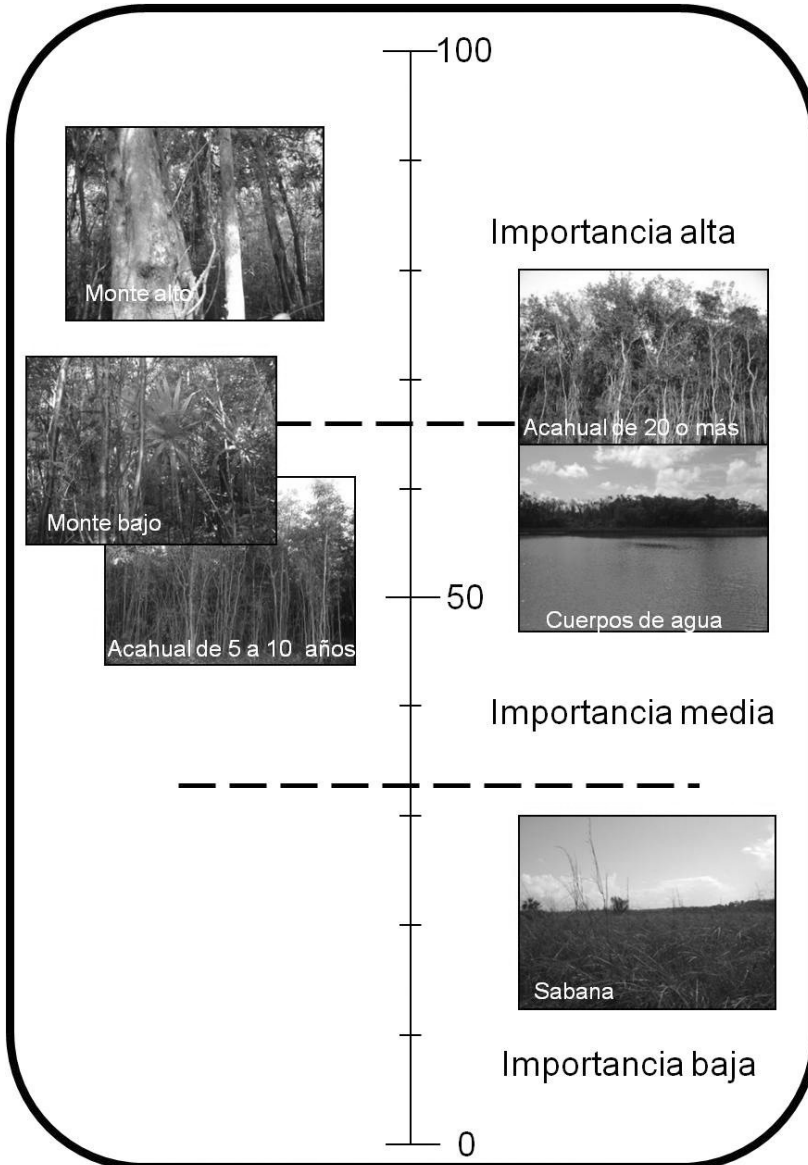 100
Importancia alta
Monte alto
Acahual de 20 o más
Monte bajo
50
Cuerpos de agua
Acahual de 5 a 10 años
Importancia media
Sabana
Importancia baja
0